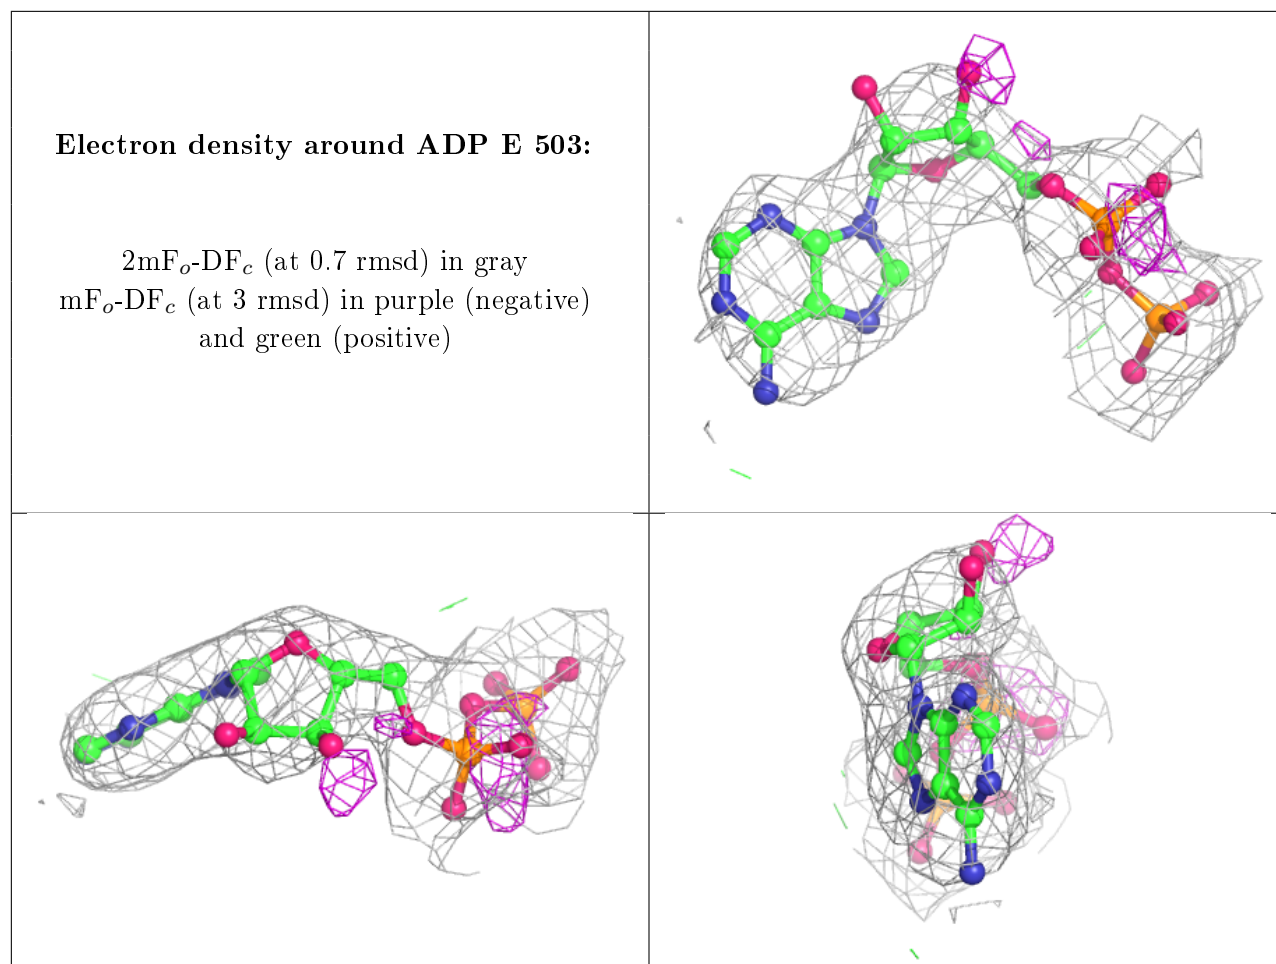 Electron density around ADP E 503:
2mFo-DFc (at 0.7 rmsd) in gray
mFo-DFc (at 3 rmsd) in purple (negative)
and green (positive)